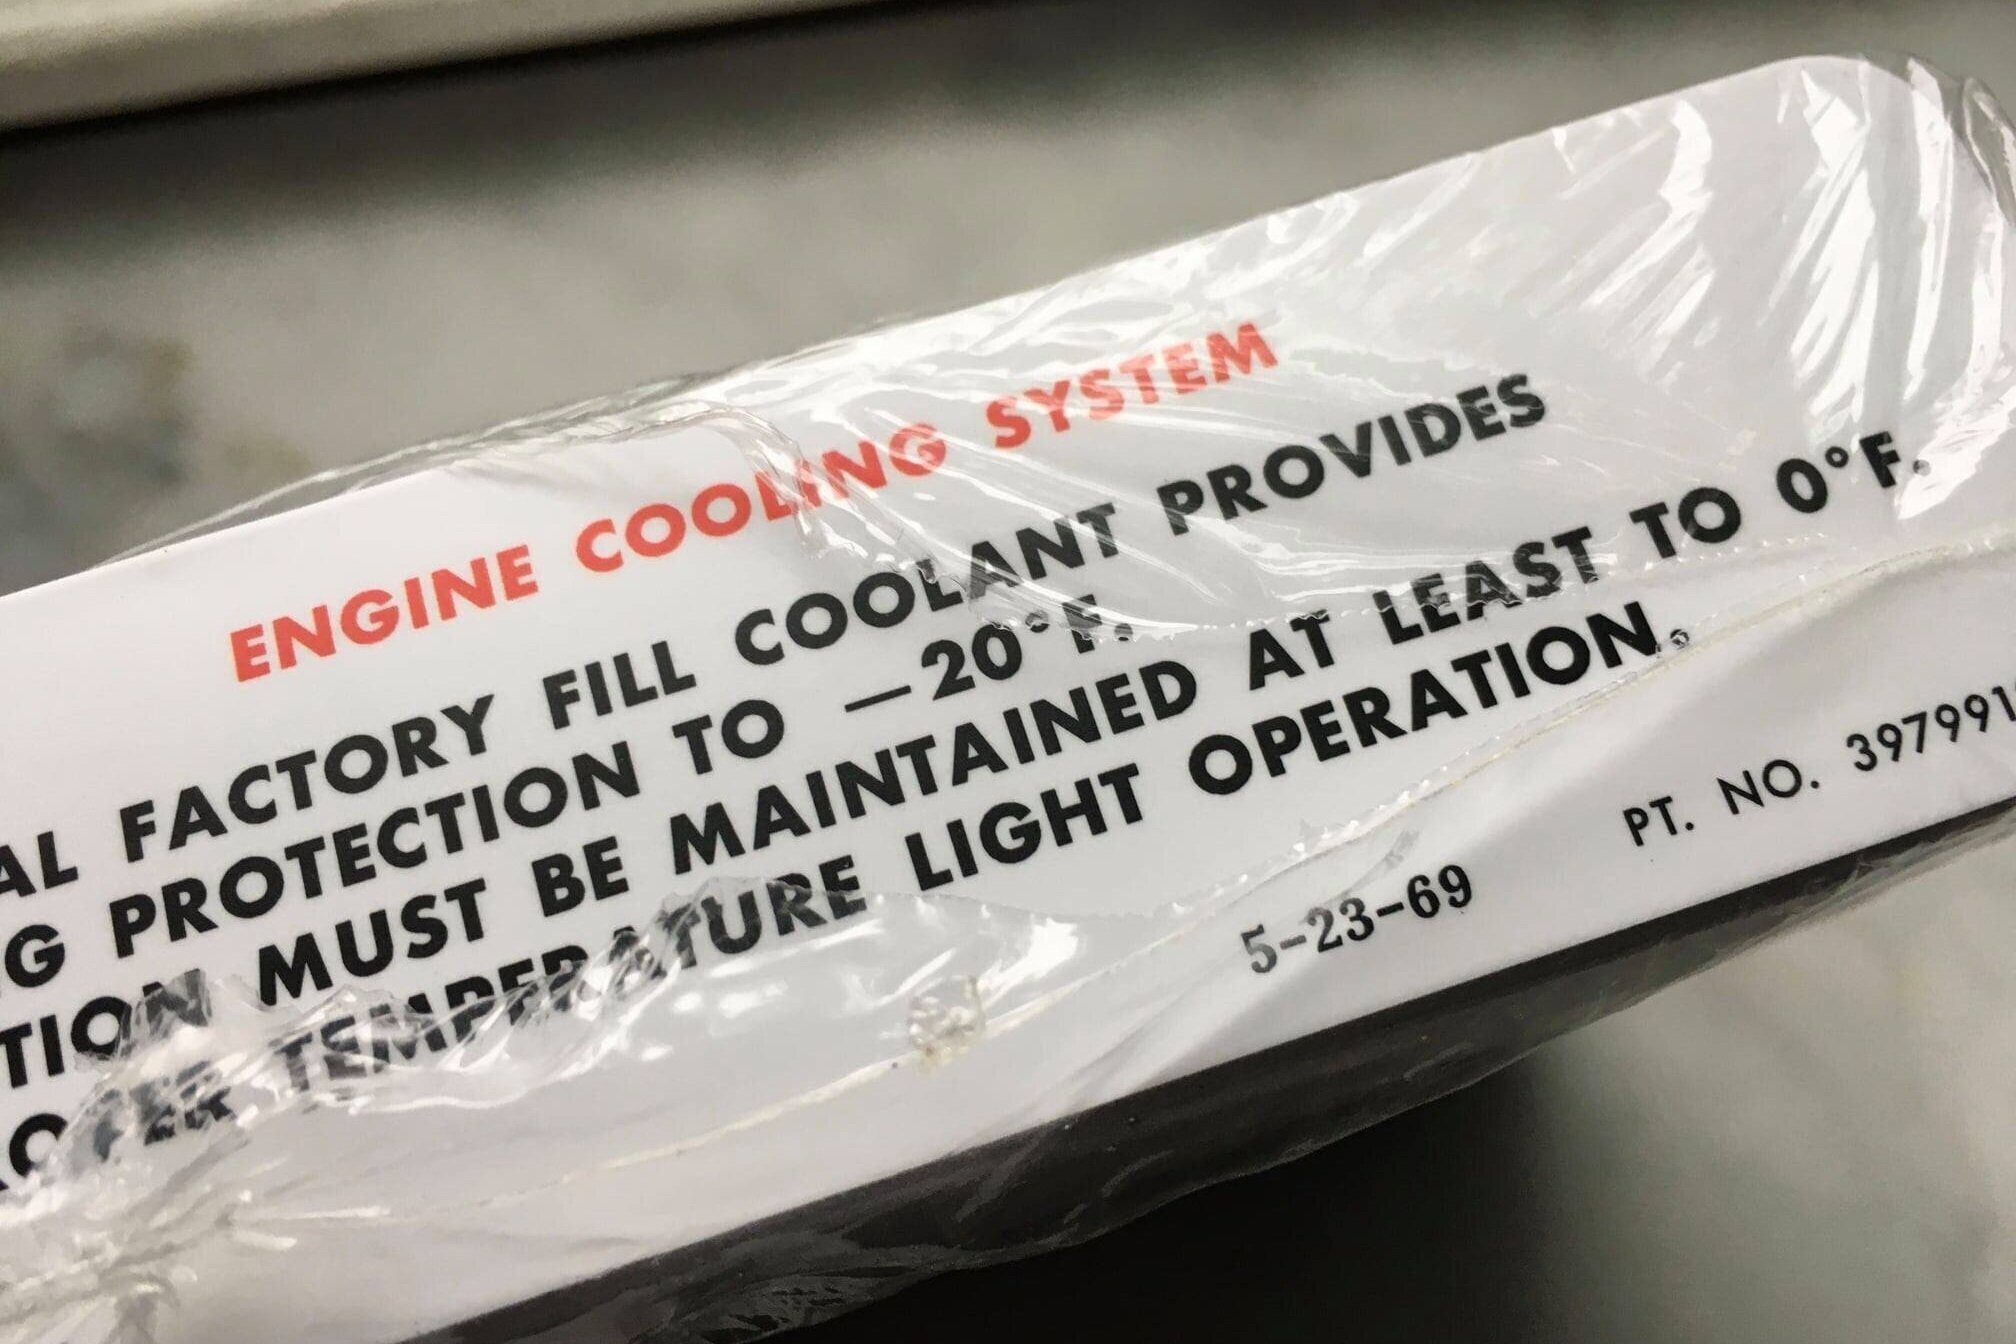 ENGINE COOLING SYSTEM
AL FACTORY FILL COOLANT PROVIDES
G PROTECTION TO —20°F.
TION MUST BE MAINTAINED AT LEAST TO 0°F.
TEMPERATURE LIGHT OPERATION.
5-23-69
PT. NO. 397991